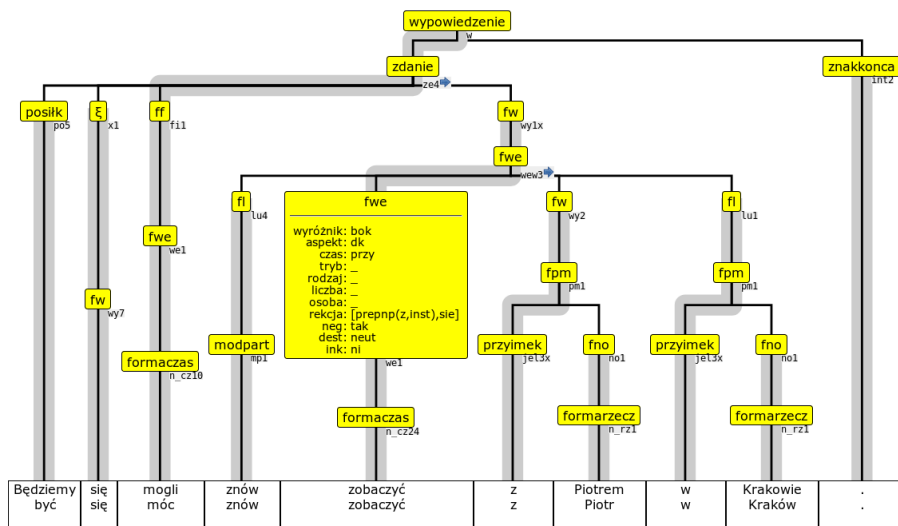 wypowiedzenie
w
zdanie
ze4
znakkonca
int2
posiłk
po5
ξ
x1
ff
fi1
fw
wy1x
fwe
wew3
fl
lu4
fwe
wyróżnik: bok
aspekt: dk
czas: przy
tryb: _
rodzaj: _
liczba: _
osoba: _
rekcja: [prepnp(z,inst),sie]
neg: tak
dest: neut
ink: ni
we1
fw
wy2
fl
lu1
fwe
we1
fpm
pm1
fpm
pm1
fw
wy7
formaczas
n_cz10
modpart
mp1
przyimek
jel3x
fno
no1
przyimek
jel3x
fno
no1
formaczas
n_cz24
formarzecz
n_rz1
formarzecz
n_rz1
Będziemy się mogli znów zobaczyć z Piotrem w Krakowie .
być się móc znów zobaczyć z Piotr w Kraków .